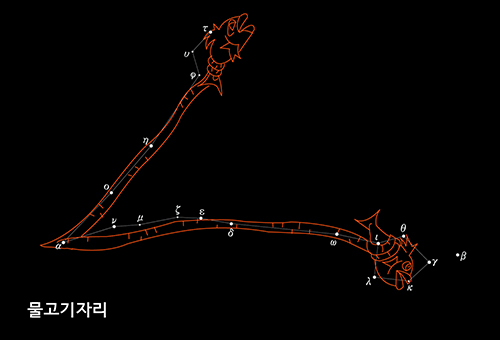 τ
υ
φ
η
ο
α
ν
μ
ζ
ε
δ
ω
ι
θ
γ
β
λ
κ
물고기자리